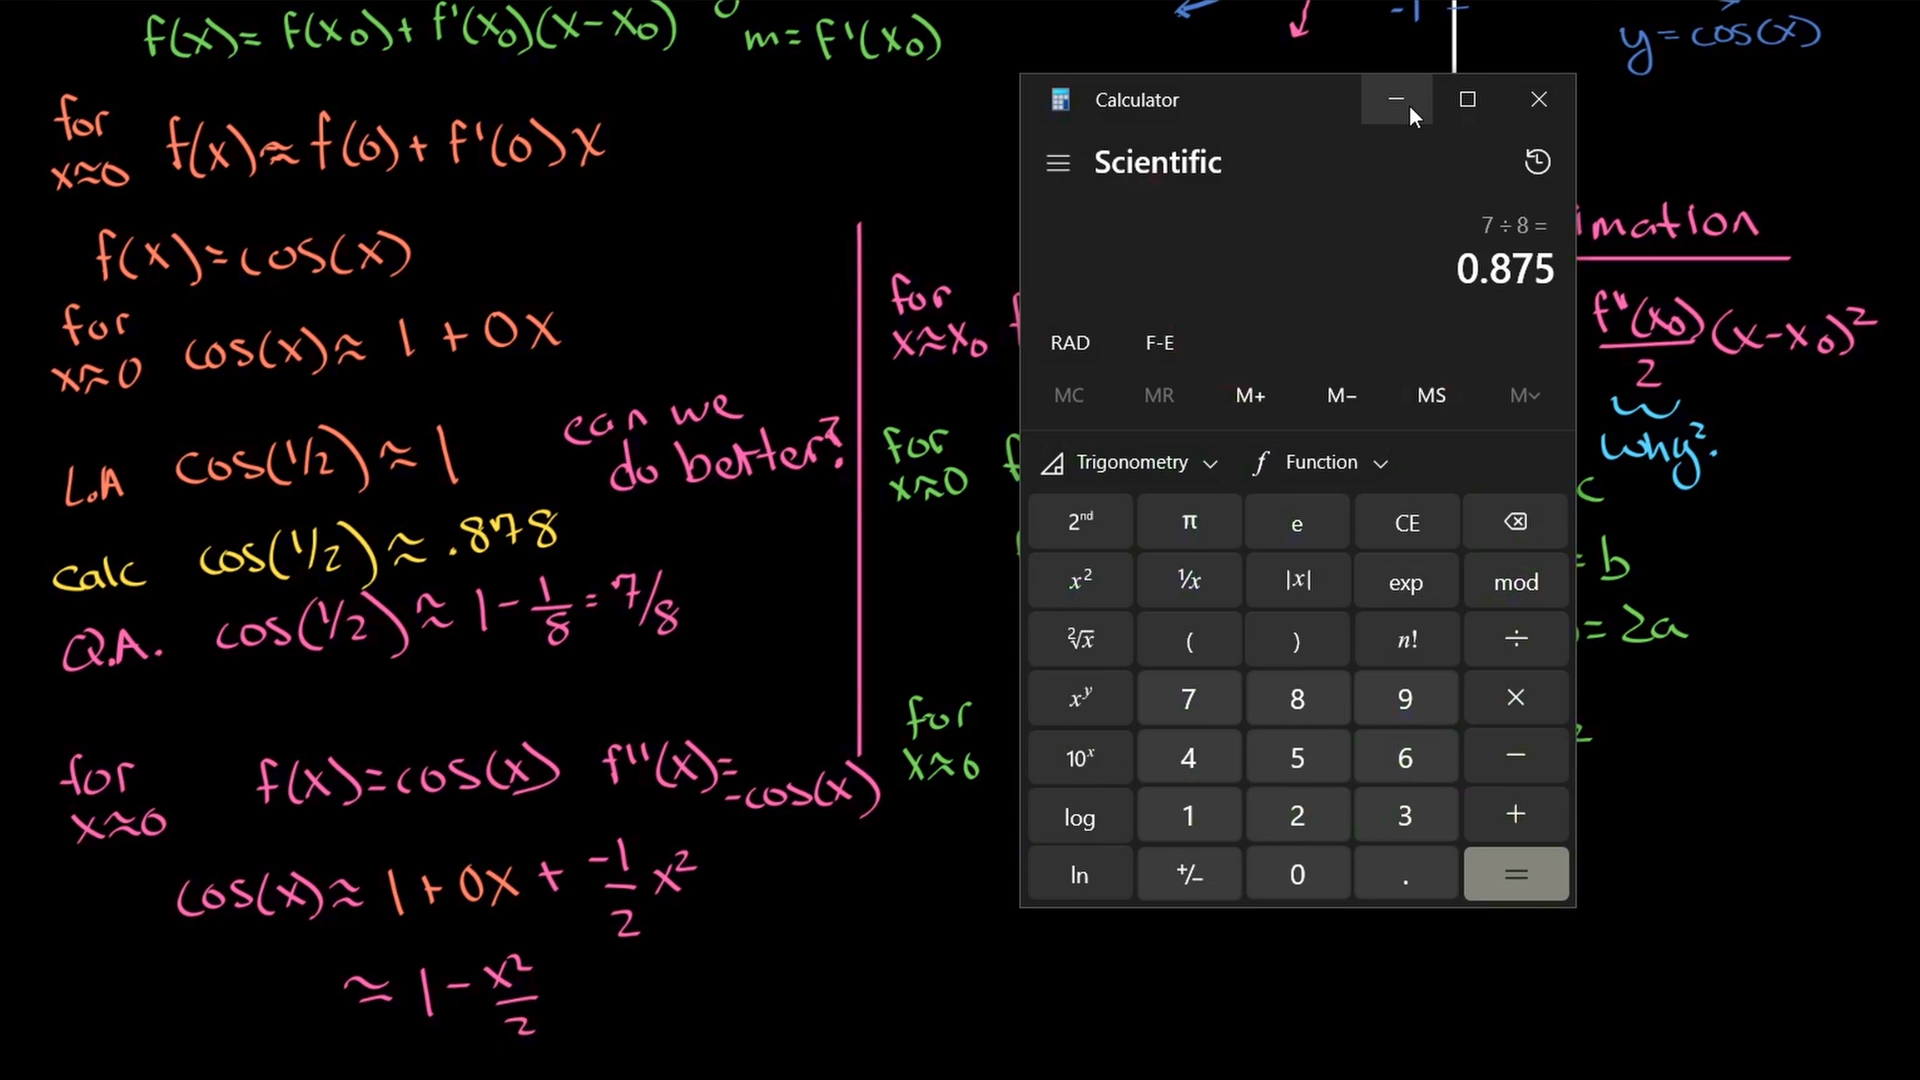 f(x)= f(x₀)+ f'(x₀)(x-x₀)
m= f'(x₀)
-1
y=cos(x)
for
x≈0
f(x)≈f(0)+ f'(0)x
f(x)=cos(x)
for
x≈0
cos(x)≈ 1 + 0x
L.A
cos(1/2)≈1
can we
do better?
calc
cos(1/2)≈ .878
Q.A.
cos(1/2)≈ 1-1/8=7/8
for
x≈0
f(x)=cos(x)
f''(x)=
-cos(x)
cos(x)≈ 1+0x + -1/2 x²
≈ 1- x²/2
for
x≈x₀
for
x≈0
for
x≈0
Calculator
Scientific
7 ÷ 8 =
0.875
RAD F-E
MC MR M+ M− MS M
Trigonometry f Function
2ⁿᵈ π e CE
x² ¹/x |x| exp mod
²√x ( ) n! ÷
xʸ 7 8 9 ×
10ˣ 4 5 6 −
log 1 2 3 +
ln +/− 0 . =
imation
f''(x₀)/2 (x-x₀)²
why?
c
= b
= 2a